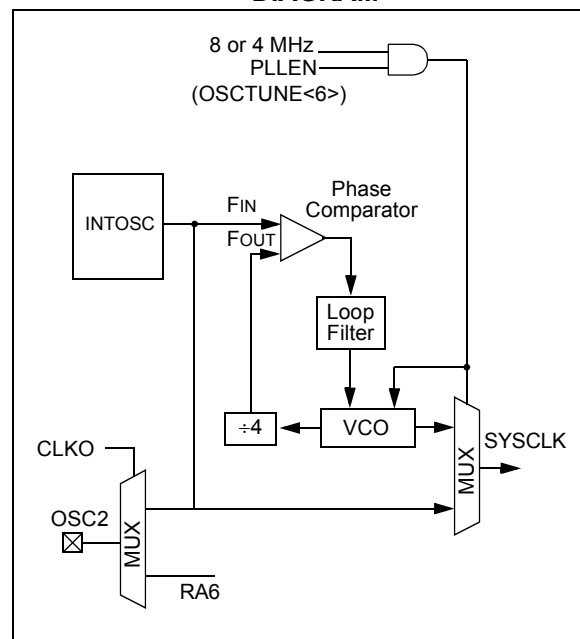 8 or 4 MHz
PLLEN
(OSCTUNE<6>)
Phase
Comparator
INTOSC
FIN
FOUT
Loop
Filter
÷4
VCO
SYSCLK
MUX
CLKO
OSC2
MUX
RA6